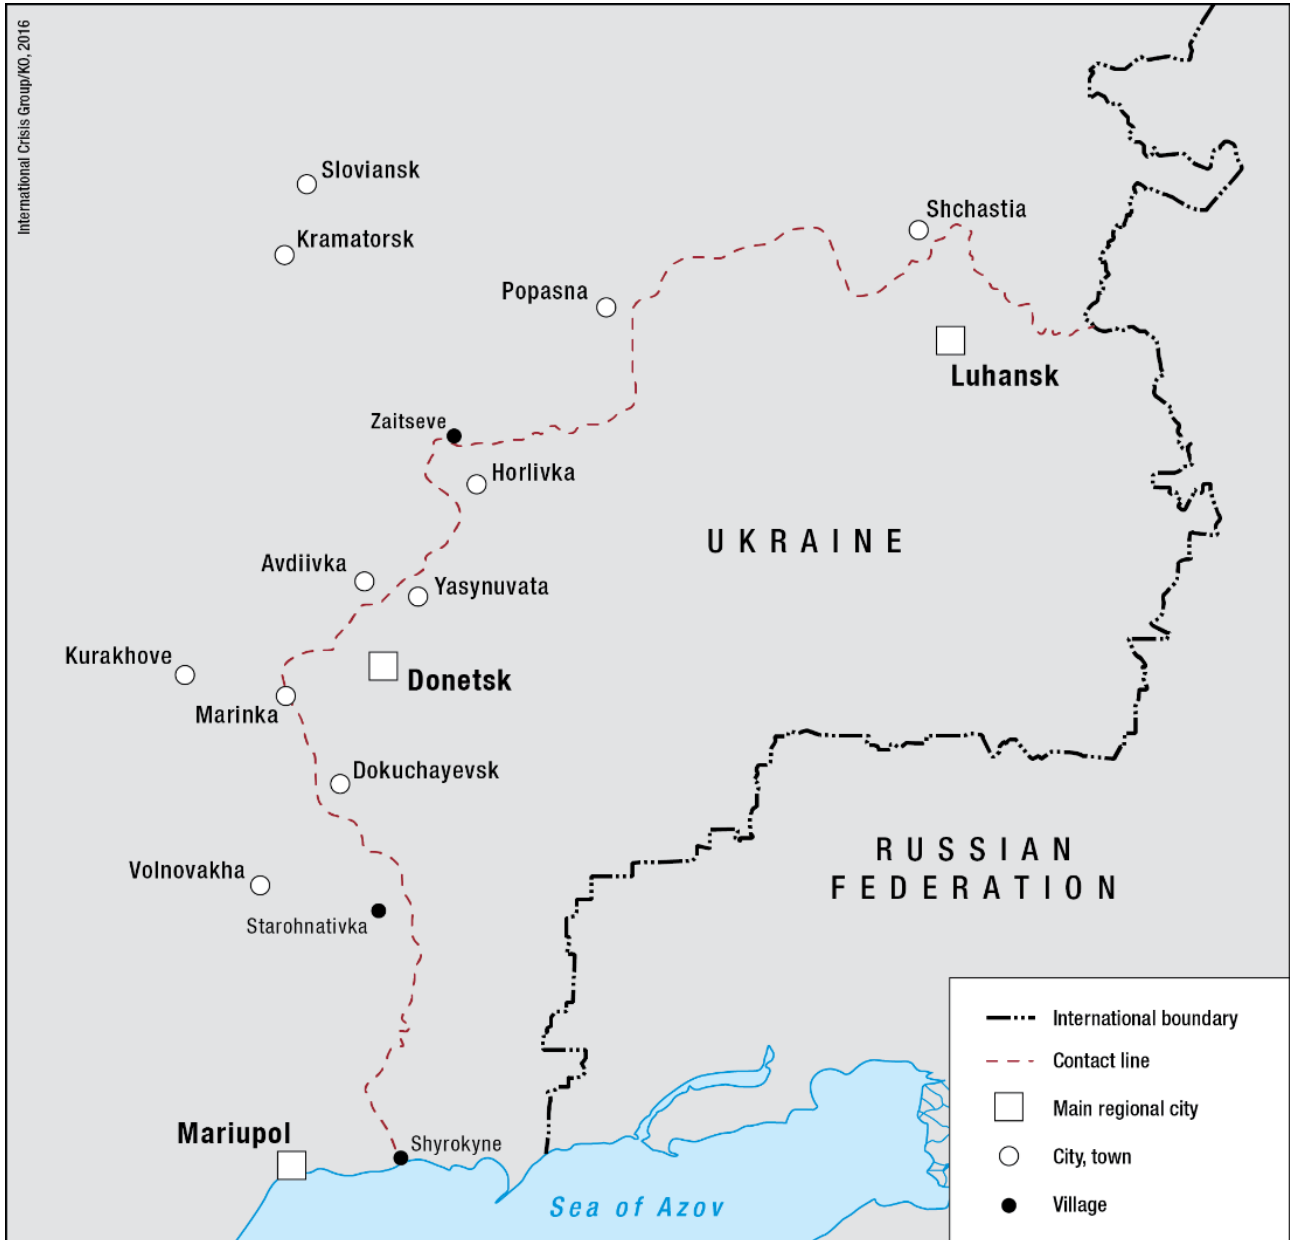 International Crisis Group/KO, 2016
Sloviansk
Kramatorsk
Shchastia
Popasna
Luhansk
Zaitseve
Horlivka
UKRAINE
Avdiivka
Yasynuvata
Kurakhove
Donetsk
Marinka
Dokuchayevsk
RUSSIAN
FEDERATION
Volnovakha
Starohnativka
Mariupol
Shyrokyne
Sea of Azov
International boundary
Contact line
Main regional city
City, town
Village